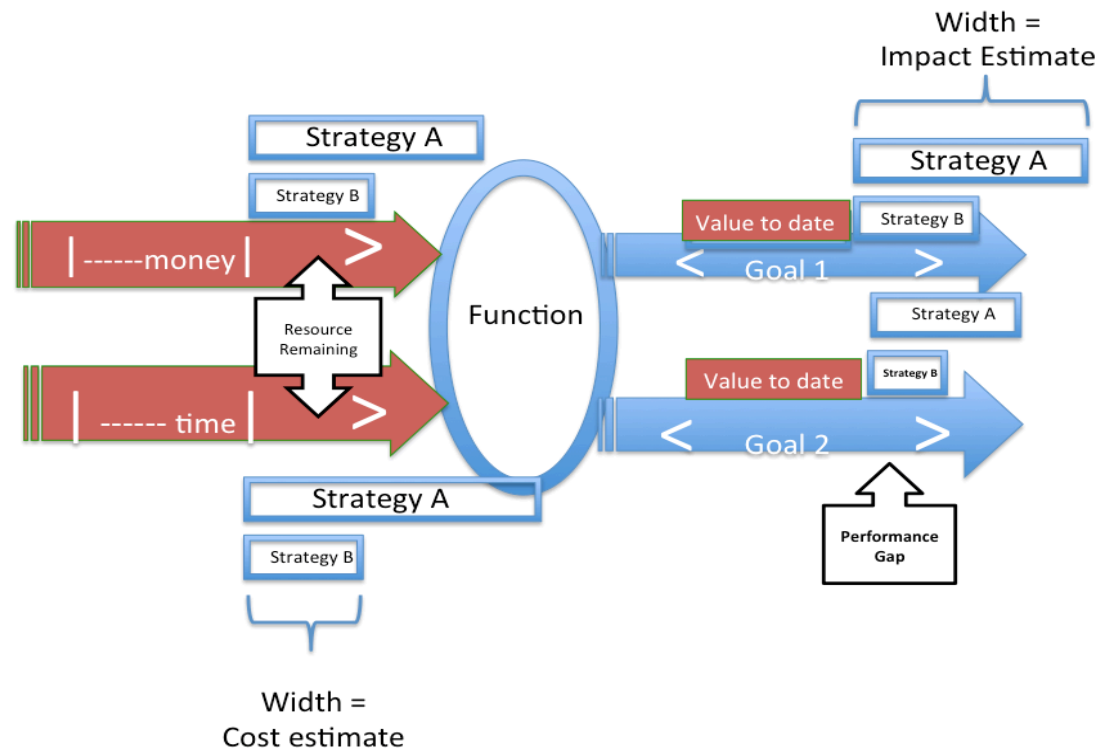 Width =
Impact Estimate
Strategy A
Strategy A
Strategy B
Value to date
Strategy B
| ------money | >
< Goal 1 >
Function
Strategy A
Resource
Remaining
Value to date
Strategy B
| ------ time | >
< Goal 2 >
Strategy A
Performance
Gap
Strategy B
Width =
Cost estimate